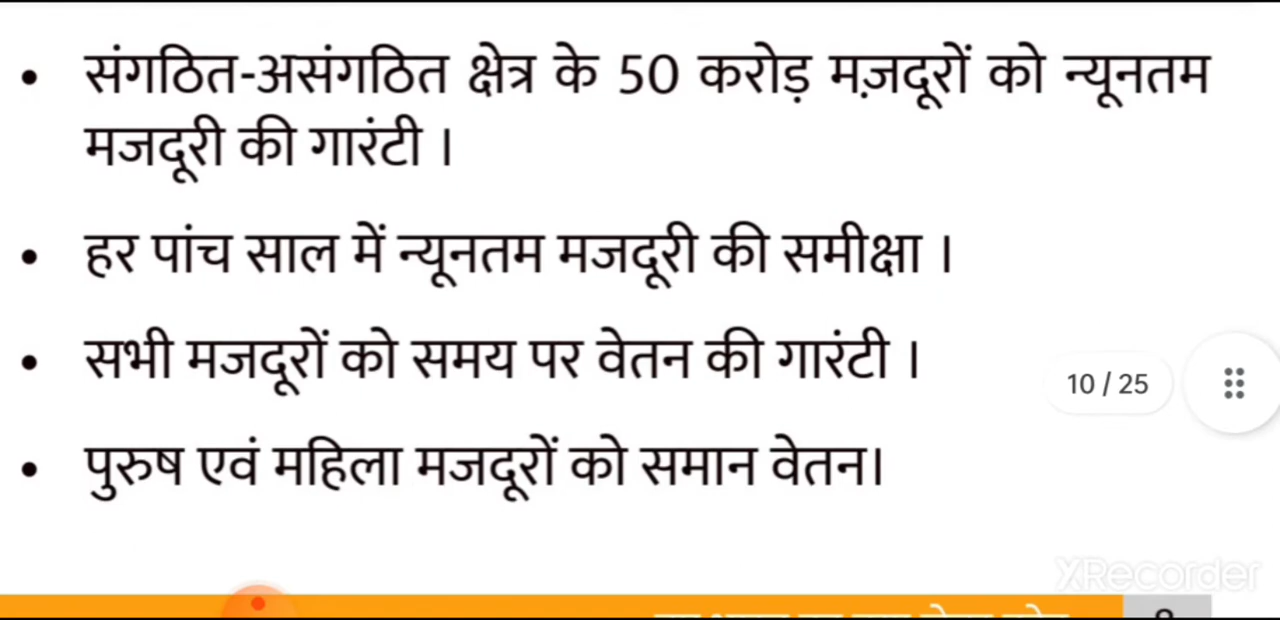 • संगठित-असंगठित क्षेत्र के 50 करोड़ मज़दूरों को न्यूनतम
मजदूरी की गारंटी ।
• हर पांच साल में न्यूनतम मजदूरी की समीक्षा ।
• सभी मजदूरों को समय पर वेतन की गारंटी ।
10 / 25
• पुरुष एवं महिला मजदूरों को समान वेतन।
XRecorder